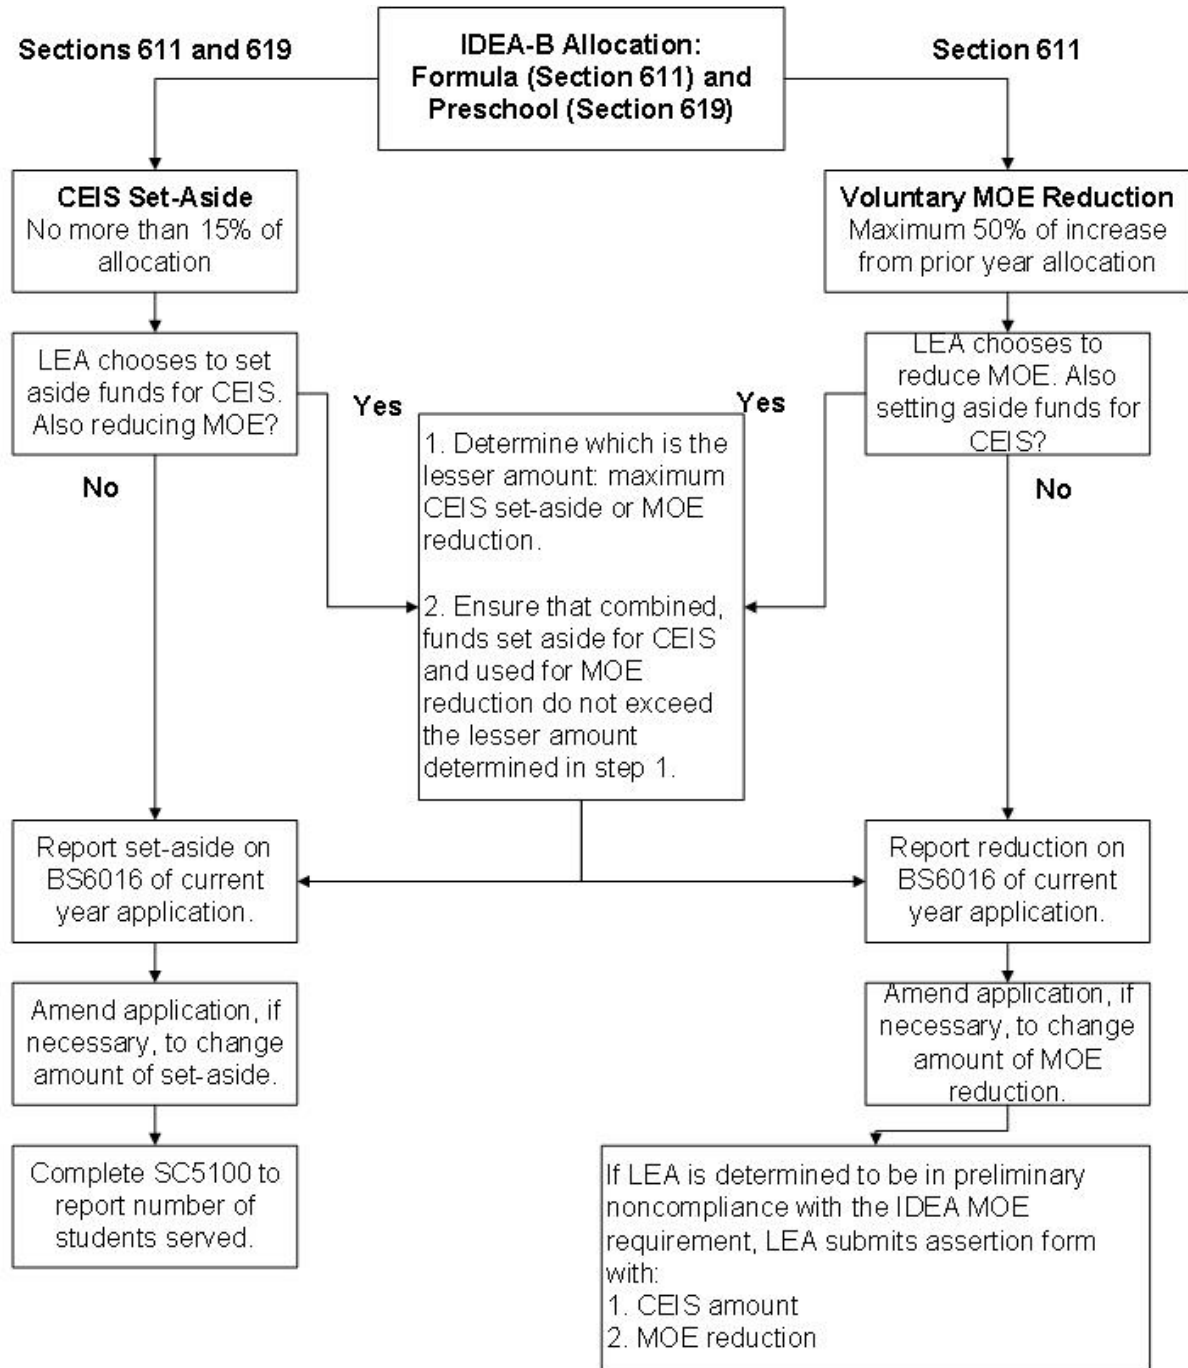 Sections 611 and 619
IDEA-B Allocation:
Formula (Section 611) and
Preschool (Section 619)
Section 611
CEIS Set-Aside
No more than 15% of
allocation
Voluntary MOE Reduction
Maximum 50% of increase
from prior year allocation
LEA chooses to set
aside funds for CEIS.
Also reducing MOE?
LEA chooses to
reduce MOE. Also
setting aside funds for
CEIS?
Yes
Yes
No
No
1. Determine which is the
lesser amount: maximum
CEIS set-aside or MOE
reduction.
2. Ensure that combined,
funds set aside for CEIS
and used for MOE
reduction do not exceed
the lesser amount
determined in step 1.
Report set-aside on
BS6016 of current
year application.
Report reduction on
BS6016 of current
year application.
Amend application, if
necessary, to change
amount of set-aside.
Amend application, if
necessary, to change
amount of MOE
reduction.
Complete SC5100 to
report number of
students served.
If LEA is determined to be in preliminary
noncompliance with the IDEA MOE
requirement, LEA submits assertion form
with:
1. CEIS amount
2. MOE reduction